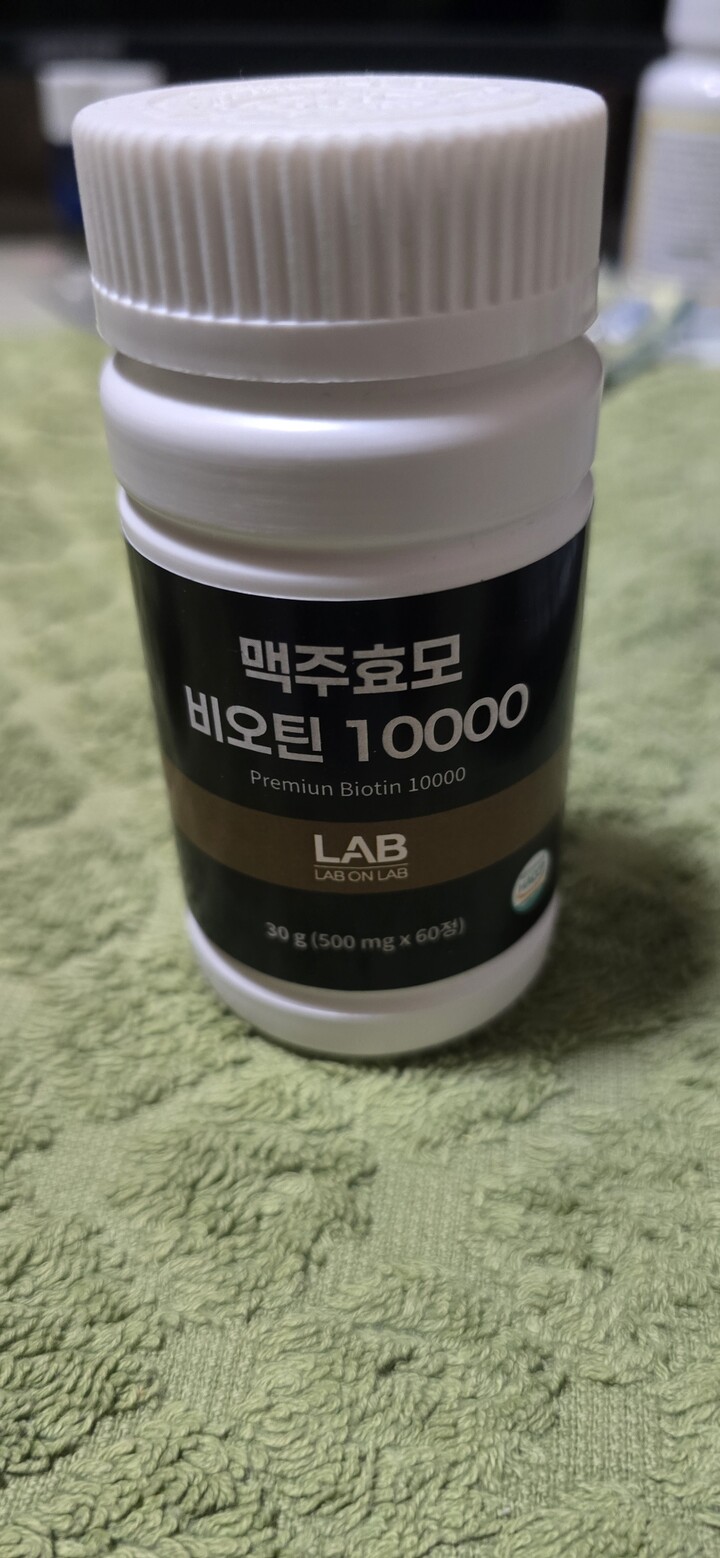 맥주효모
비오틴 10000
Premiun Biotin 10000
LAB
LAB ON LAB
30 g (500 mg x 60정)